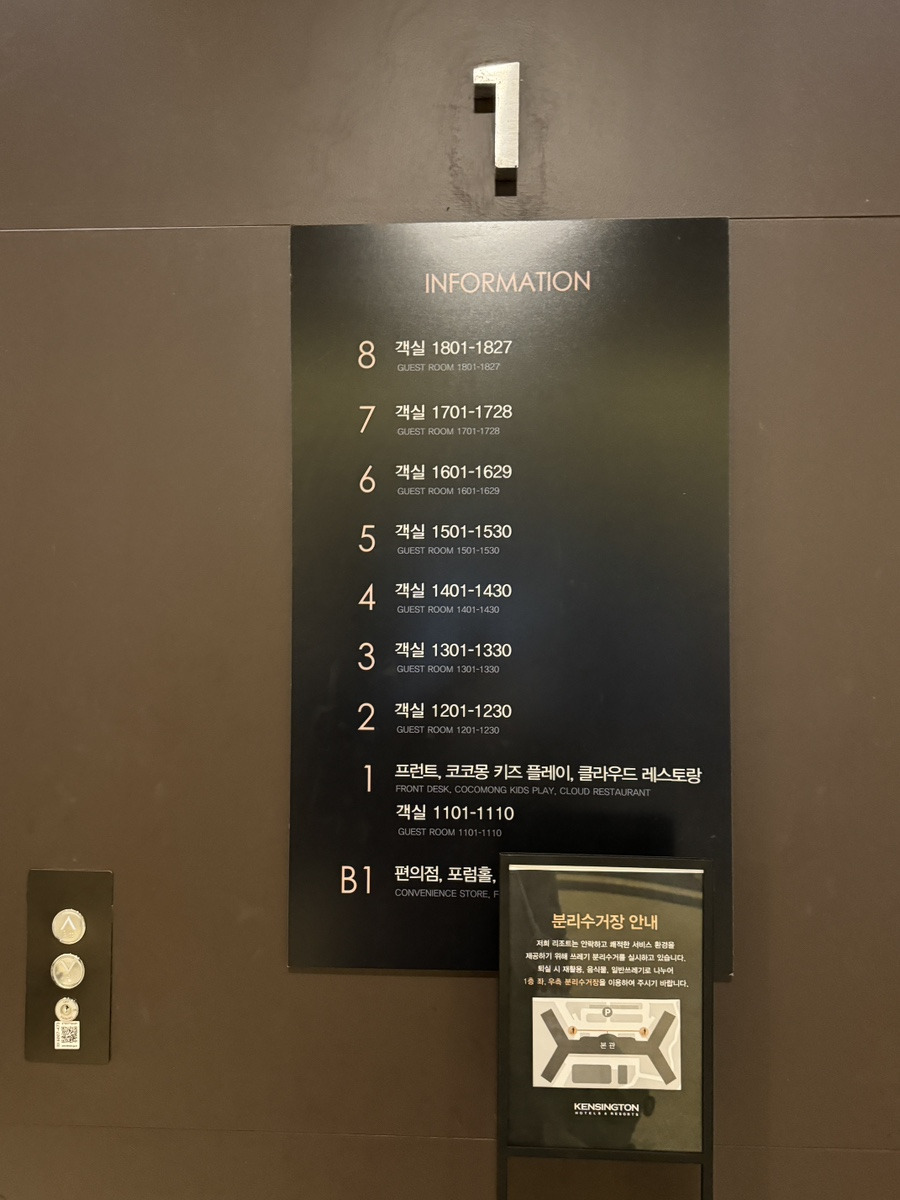 1
INFORMATION
8 객실 1801-1827
GUEST ROOM 1801-1827
7 객실 1701-1728
GUEST ROOM 1701-1728
6 객실 1601-1629
GUEST ROOM 1601-1629
5 객실 1501-1530
GUEST ROOM 1501-1530
4 객실 1401-1430
GUEST ROOM 1401-1430
3 객실 1301-1330
GUEST ROOM 1301-1330
2 객실 1201-1230
GUEST ROOM 1201-1230
1 프런트, 코코몽 키즈 플레이, 클라우드 레스토랑
FRONT DESK, COCOMONG KIDS PLAY, CLOUD RESTAURANT
객실 1101-1110
GUEST ROOM 1101-1110
B1 편의점, 포럼홀,
CONVENIENCE STORE, F
분리수거장 안내
저희 리조트는 안락하고 쾌적한 서비스 환경을
제공하기 위해 쓰레기 분리수거를 실시하고 있습니다.
퇴실 시 재활용, 음식물, 일반쓰레기로 나누어
1층 좌, 우측 분리수거장을 이용하여 주시기 바랍니다.
P
본 관
KENSINGTON
HOTELS & RESORTS